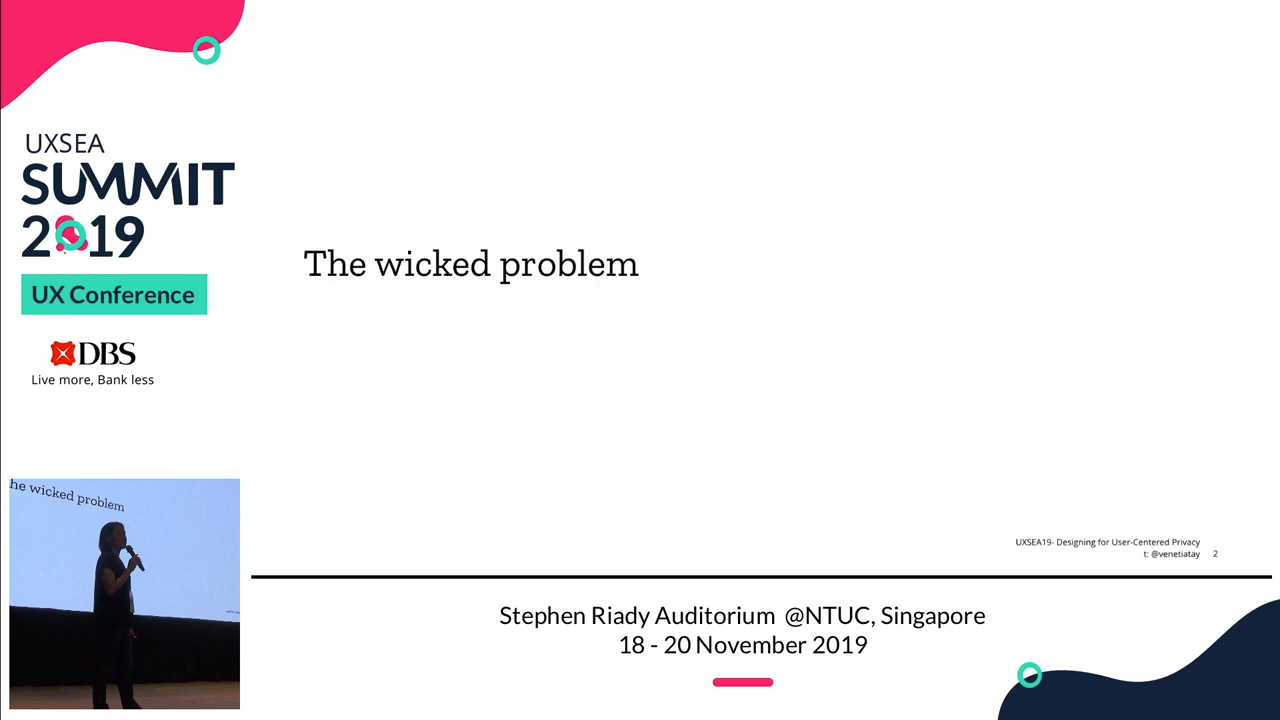 UXSEA
SUMMIT
2019
UX Conference
DBS
Live more, Bank less
The wicked problem
he wicked problem
UXSEA19- Designing for User-Centered Privacy
t: @venetiatay 2
Stephen Riady Auditorium @NTUC, Singapore
18 - 20 November 2019